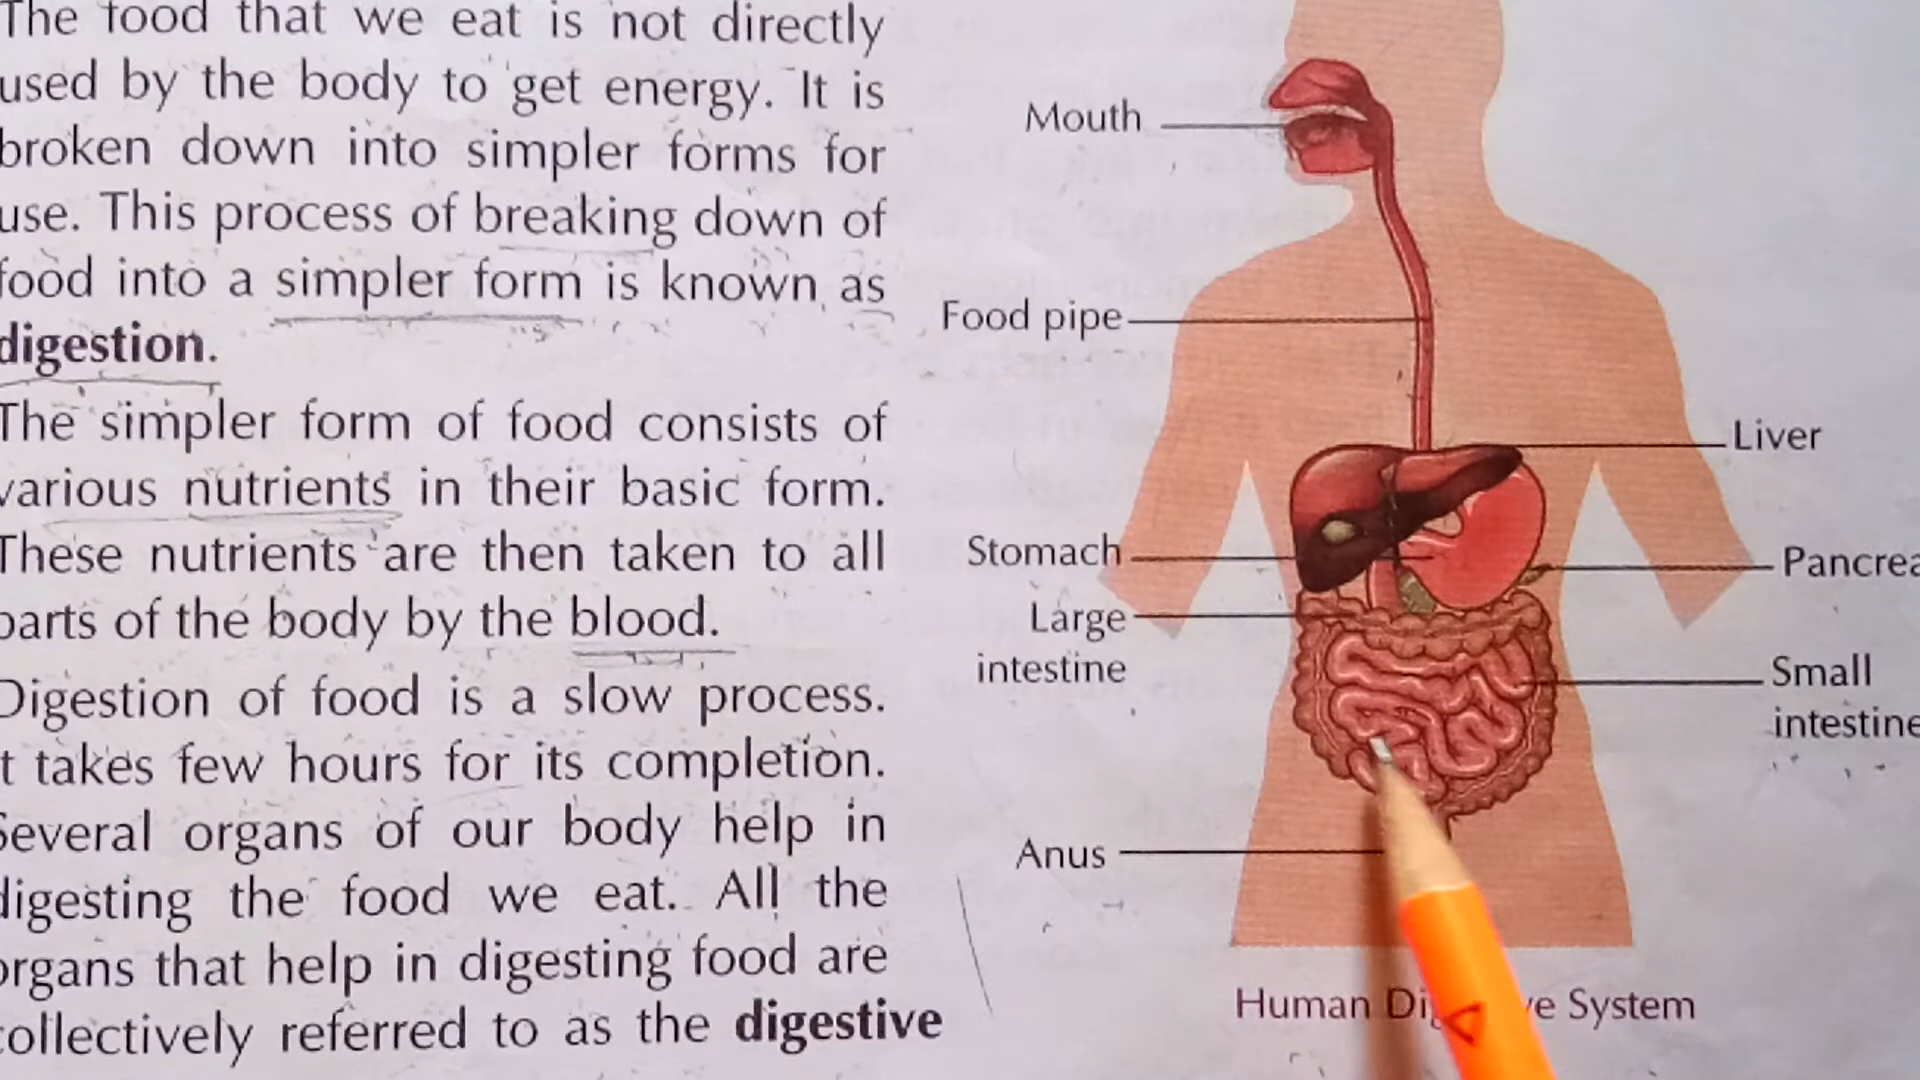 The food that we eat is not directly
used by the body to get energy. It is
broken down into simpler forms for
use. This process of breaking down of
food into a simpler form is known as
digestion.
The simpler form of food consists of
various nutrients in their basic form.
These nutrients are then taken to all
parts of the body by the blood.
Digestion of food is a slow process.
It takes few hours for its completion.
Several organs of our body help in
digesting the food we eat. All the
organs that help in digesting food are
collectively referred to as the digestive
Mouth
Food pipe
Liver
Stomach
Pancrea
Large
intestine
Small
intestine
Anus
Human Di ve System